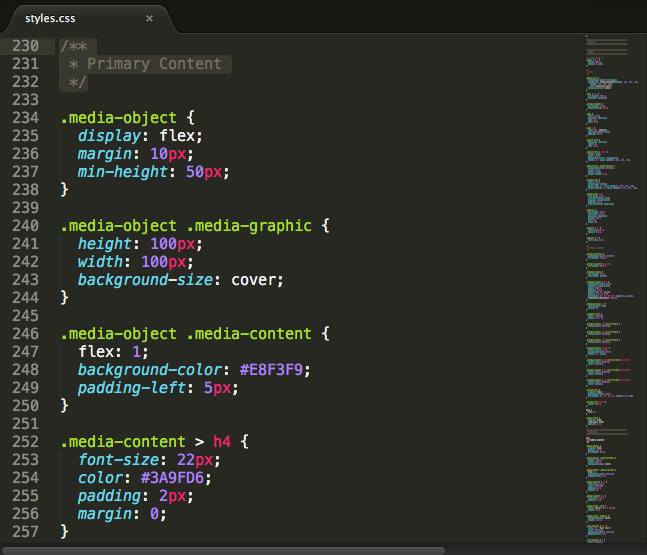 styles.css ×
230 /**
231  * Primary Content
232  */
233
234 .media-object {
235   display: flex;
236   margin: 10px;
237   min-height: 50px;
238 }
239
240 .media-object .media-graphic {
241   height: 100px;
242   width: 100px;
243   background-size: cover;
244 }
245
246 .media-object .media-content {
247   flex: 1;
248   background-color: #E8F3F9;
249   padding-left: 5px;
250 }
251
252 .media-content > h4 {
253   font-size: 22px;
254   color: #3A9FD6;
255   padding: 2px;
256   margin: 0;
257 }